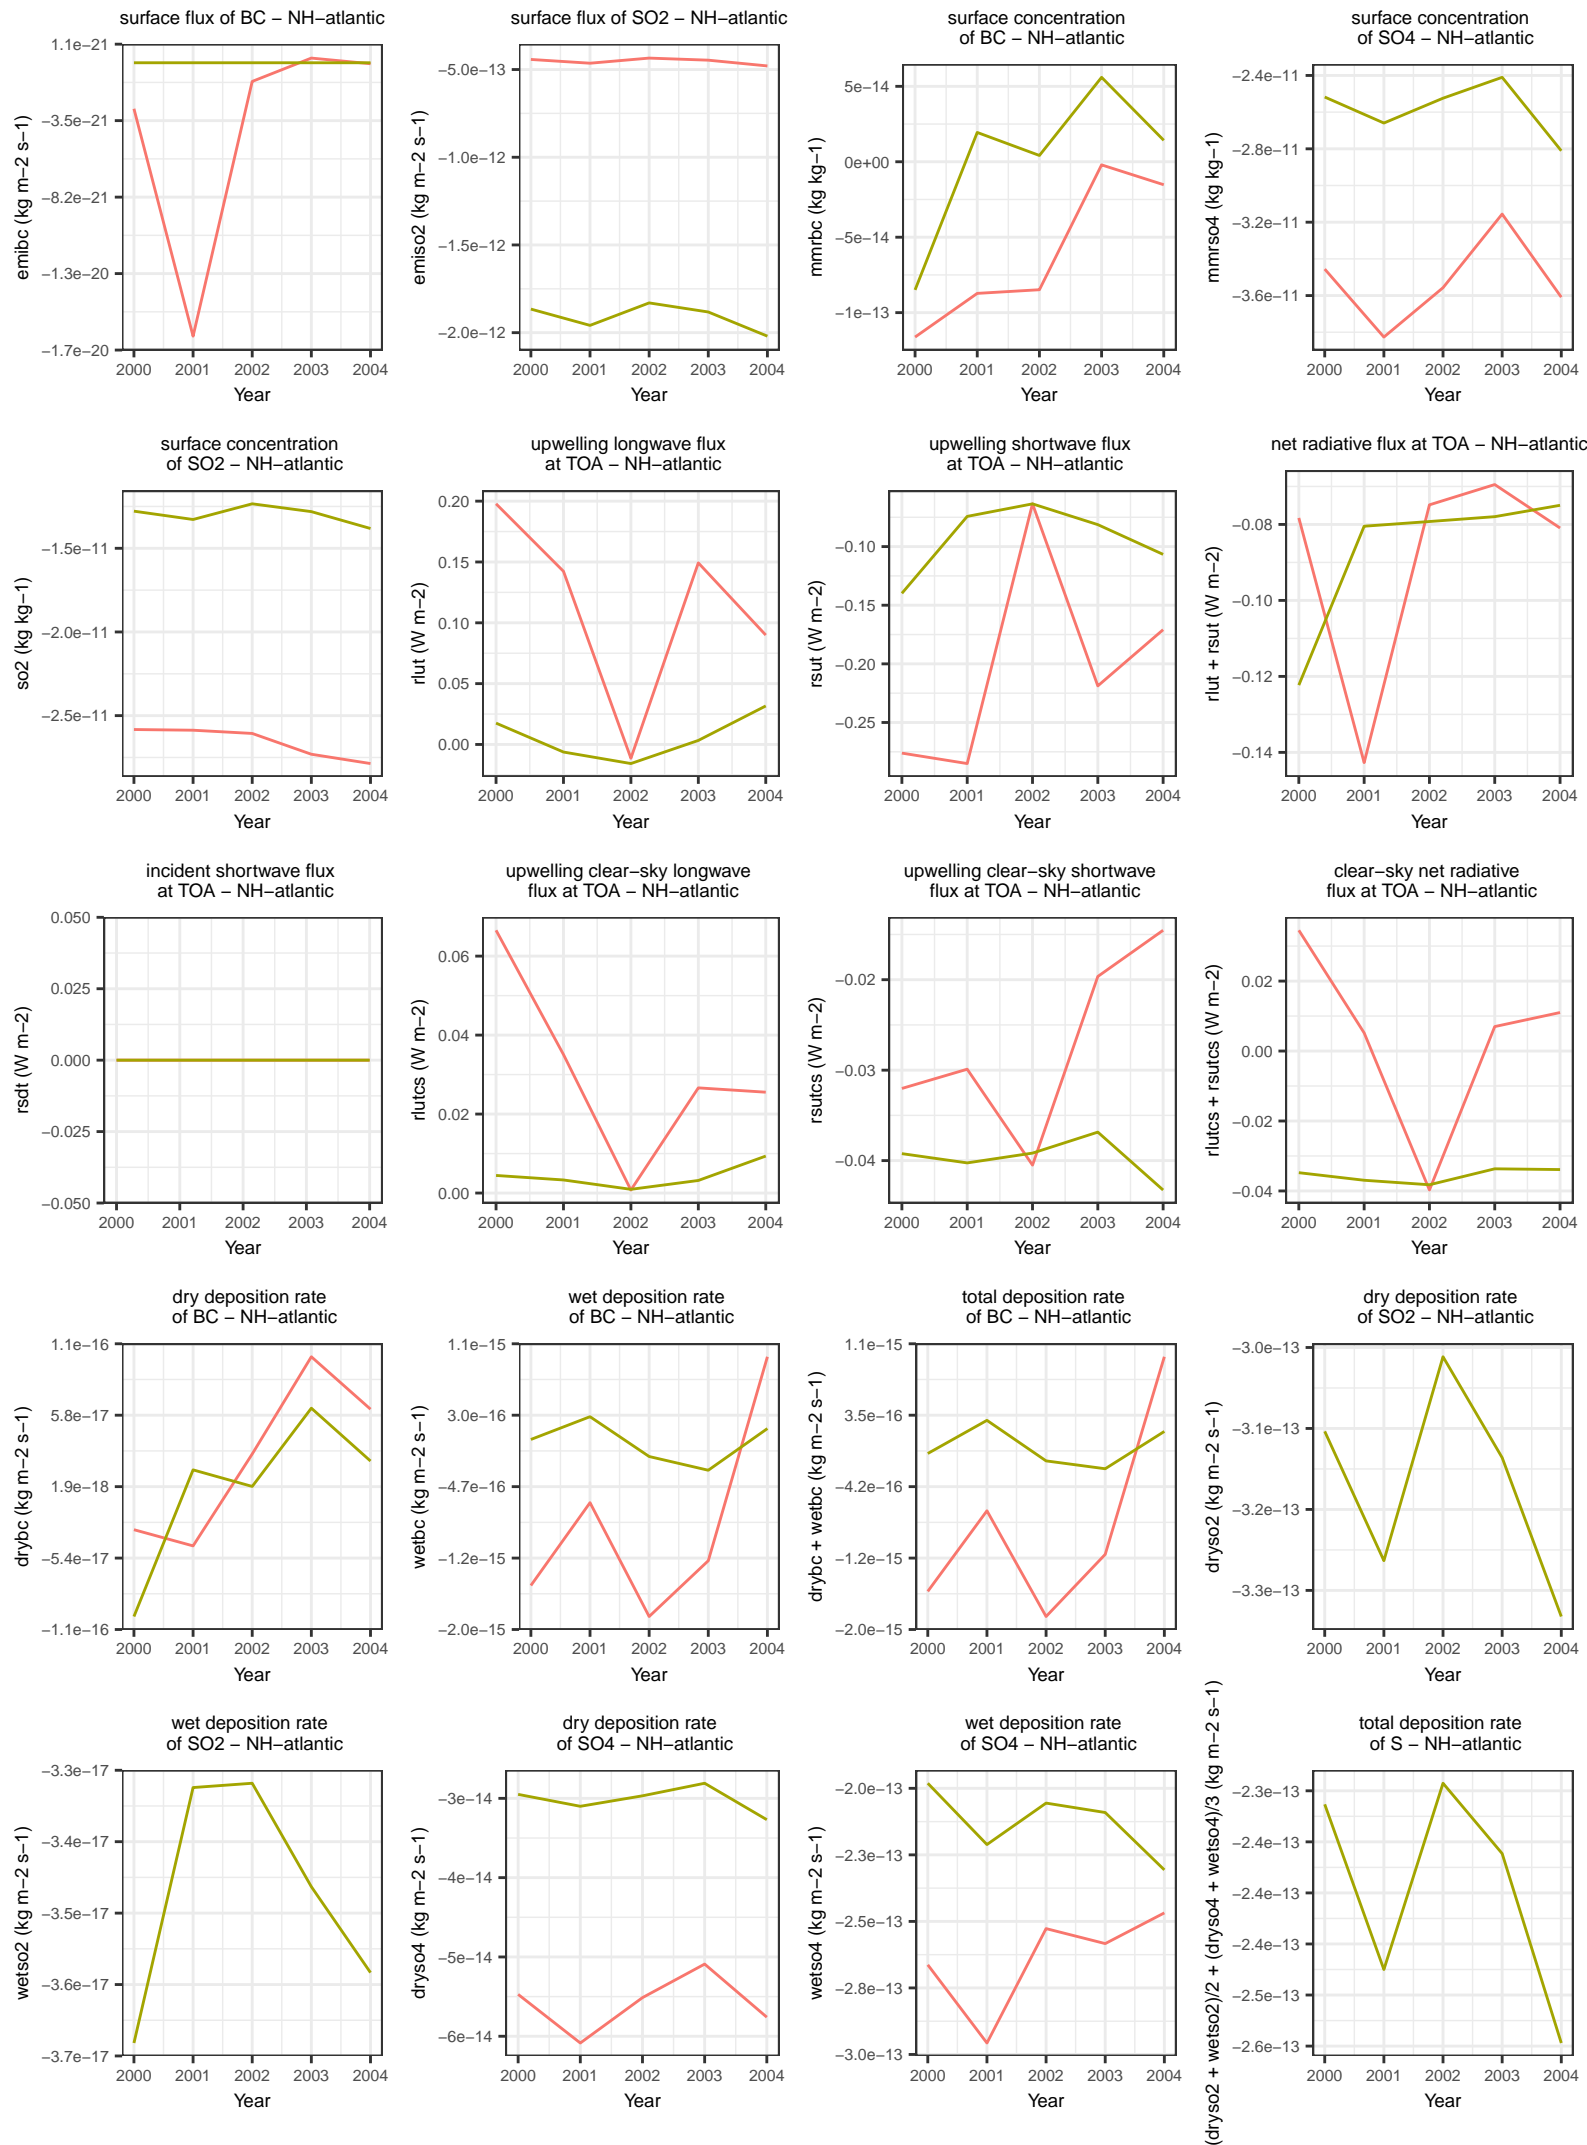 surface flux of BC − NH−atlantic
1.1e−21
−3.5e−21
−8.2e−21
−1.3e−20
−1.7e−20
emibc (kg m−2 s−1)
2000 2001 2002 2003 2004
Year
surface flux of SO2 − NH−atlantic
−5.0e−13
−1.0e−12
−1.5e−12
−2.0e−12
emiso2 (kg m−2 s−1)
2000 2001 2002 2003 2004
Year
surface concentration
of BC − NH−atlantic
5e−14
0e+00
−5e−14
−1e−13
mmrbc (kg kg−1)
2000 2001 2002 2003 2004
Year
surface concentration
of SO4 − NH−atlantic
−2.4e−11
−2.8e−11
−3.2e−11
−3.6e−11
mmrso4 (kg kg−1)
2000 2001 2002 2003 2004
Year
surface concentration
of SO2 − NH−atlantic
−1.5e−11
−2.0e−11
−2.5e−11
so2 (kg kg−1)
2000 2001 2002 2003 2004
Year
upwelling longwave flux
at TOA − NH−atlantic
0.20
0.15
0.10
0.05
0.00
rlut (W m−2)
2000 2001 2002 2003 2004
Year
upwelling shortwave flux
at TOA − NH−atlantic
−0.10
−0.15
−0.20
−0.25
rsut (W m−2)
2000 2001 2002 2003 2004
Year
net radiative flux at TOA − NH−atlantic
−0.08
−0.10
−0.12
−0.14
rlut + rsut (W m−2)
2000 2001 2002 2003 2004
Year
incident shortwave flux
at TOA − NH−atlantic
0.050
0.025
0.000
−0.025
−0.050
rsdt (W m−2)
2000 2001 2002 2003 2004
Year
upwelling clear−sky longwave
flux at TOA − NH−atlantic
0.06
0.04
0.02
0.00
rlutcs (W m−2)
2000 2001 2002 2003 2004
Year
upwelling clear−sky shortwave
flux at TOA − NH−atlantic
−0.02
−0.03
−0.04
rsutcs (W m−2)
2000 2001 2002 2003 2004
Year
clear−sky net radiative
flux at TOA − NH−atlantic
0.02
0.00
−0.02
−0.04
rlutcs + rsutcs (W m−2)
2000 2001 2002 2003 2004
Year
dry deposition rate
of BC − NH−atlantic
1.1e−16
5.8e−17
1.9e−18
−5.4e−17
−1.1e−16
drybc (kg m−2 s−1)
2000 2001 2002 2003 2004
Year
wet deposition rate
of BC − NH−atlantic
1.1e−15
3.0e−16
−4.7e−16
−1.2e−15
−2.0e−15
wetbc (kg m−2 s−1)
2000 2001 2002 2003 2004
Year
total deposition rate
of BC − NH−atlantic
1.1e−15
3.5e−16
−4.2e−16
−1.2e−15
−2.0e−15
drybc + wetbc (kg m−2 s−1)
2000 2001 2002 2003 2004
Year
dry deposition rate
of SO2 − NH−atlantic
−3.0e−13
−3.1e−13
−3.2e−13
−3.3e−13
dryso2 (kg m−2 s−1)
2000 2001 2002 2003 2004
Year
wet deposition rate
of SO2 − NH−atlantic
−3.3e−17
−3.4e−17
−3.5e−17
−3.6e−17
−3.7e−17
wetso2 (kg m−2 s−1)
2000 2001 2002 2003 2004
Year
dry deposition rate
of SO4 − NH−atlantic
−3e−14
−4e−14
−5e−14
−6e−14
dryso4 (kg m−2 s−1)
2000 2001 2002 2003 2004
Year
wet deposition rate
of SO4 − NH−atlantic
−2.0e−13
−2.3e−13
−2.5e−13
−2.8e−13
−3.0e−13
wetso4 (kg m−2 s−1)
2000 2001 2002 2003 2004
Year
total deposition rate
of S − NH−atlantic
−2.3e−13
−2.4e−13
−2.4e−13
−2.4e−13
−2.5e−13
−2.6e−13
(dryso2 + wetso2)/2 + (dryso4 + wetso4)/3 (kg m−2 s−1)
2000 2001 2002 2003 2004
Year